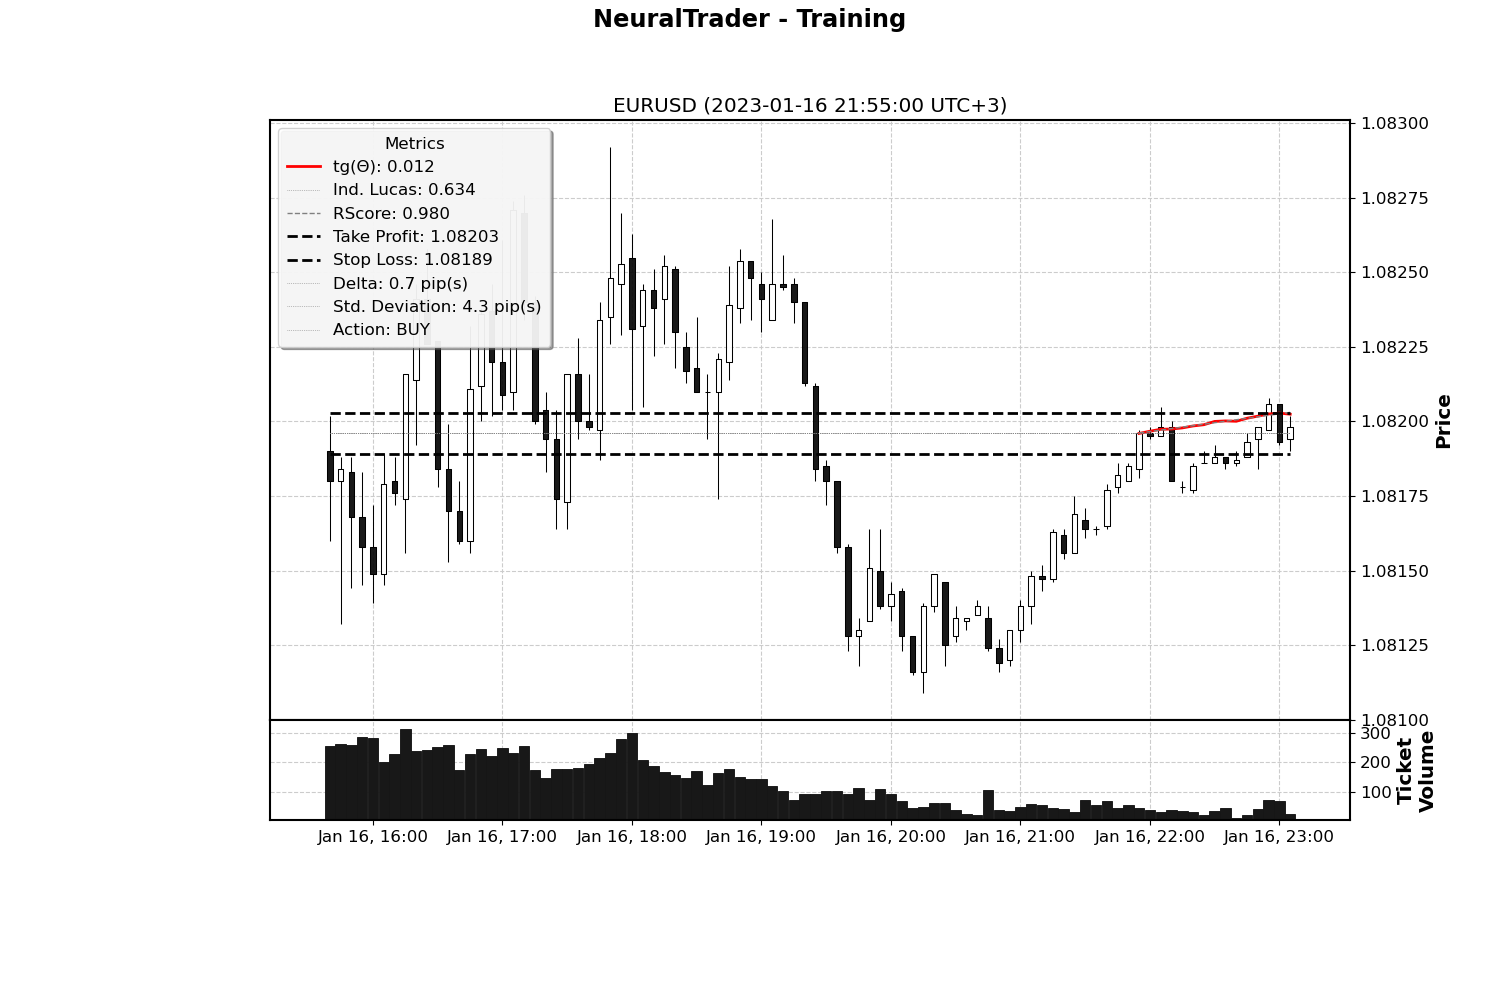 NeuralTrader - Training
EURUSD (2023-01-16 21:55:00 UTC+3)
Metrics
tg(Θ): 0.012
Ind. Lucas: 0.634
RScore: 0.980
Take Profit: 1.08203
Stop Loss: 1.08189
Delta: 0.7 pip(s)
Std. Deviation: 4.3 pip(s)
Action: BUY
1.08300
1.08275
1.08250
1.08225
1.08200
1.08175
1.08150
1.08125
1.08100
Price
300
200
100
Ticket
Volume
Jan 16, 16:00
Jan 16, 17:00
Jan 16, 18:00
Jan 16, 19:00
Jan 16, 20:00
Jan 16, 21:00
Jan 16, 22:00
Jan 16, 23:00